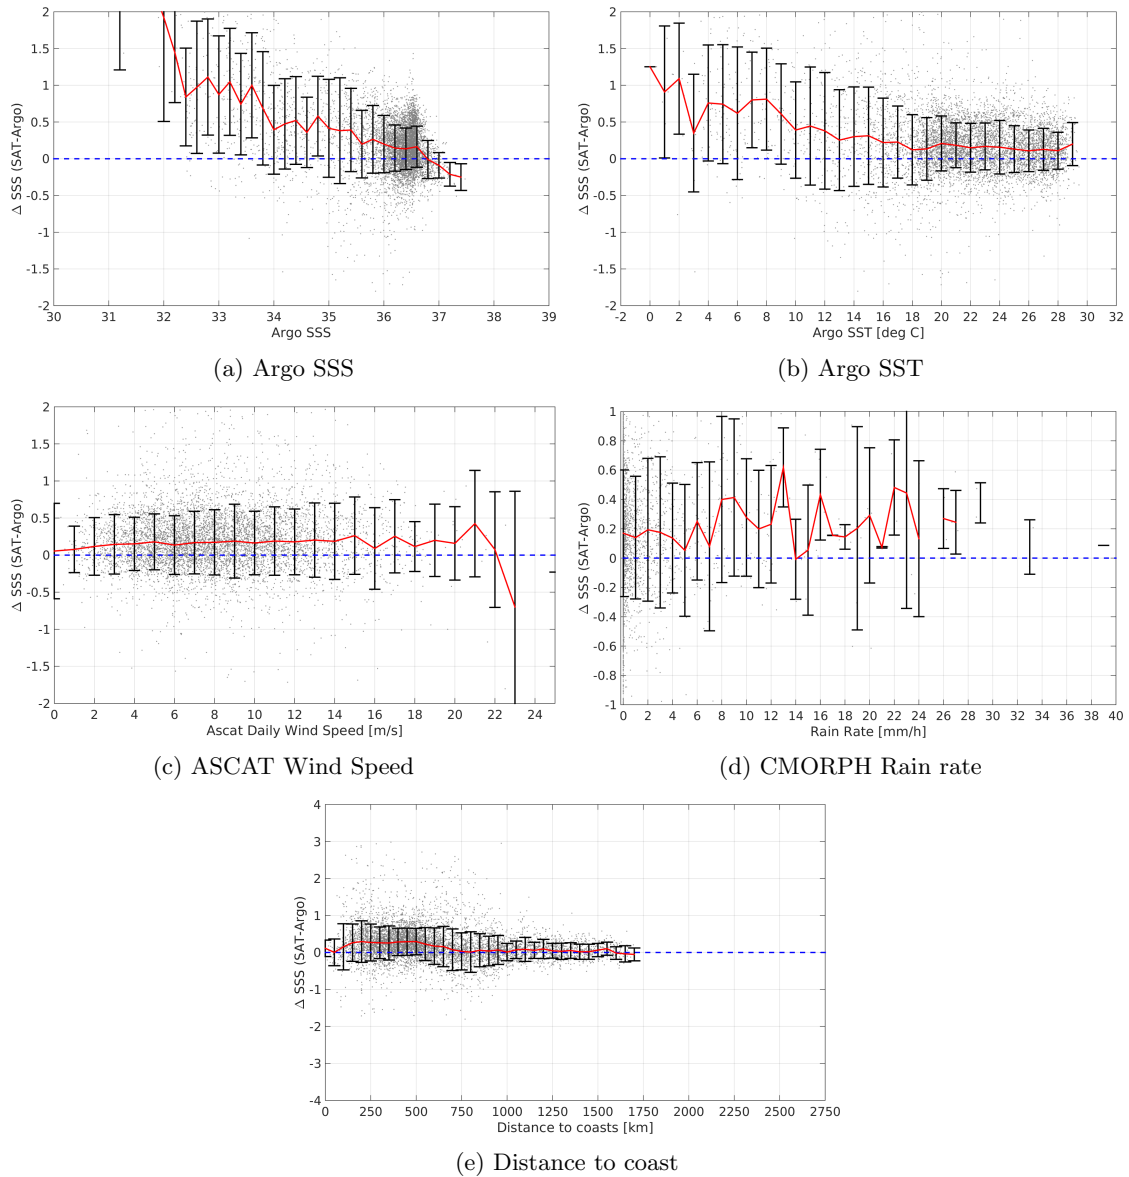 2
1.5
1
0.5
0
-0.5
-1
-1.5
-2
30 31 32 33 34 35 36 37 38 39
Argo SSS
Δ SSS (SAT-Argo)
(a) Argo SSS
2
1.5
1
0.5
0
-0.5
-1
-1.5
-2
-2 0 2 4 6 8 10 12 14 16 18 20 22 24 26 28 30 32
Argo SST [deg C]
Δ SSS (SAT-Argo)
(b) Argo SST
2
1.5
1
0.5
0
-0.5
-1
-1.5
-2
0 2 4 6 8 10 12 14 16 18 20 22 24
Ascat Daily Wind Speed [m/s]
Δ SSS (SAT-Argo)
(c) ASCAT Wind Speed
1
0.8
0.6
0.4
0.2
0
-0.2
-0.4
-0.6
-0.8
-1
0 2 4 6 8 10 12 14 16 18 20 22 24 26 28 30 32 34 36 38 40
Rain Rate [mm/h]
Δ SSS (SAT-Argo)
(d) CMORPH Rain rate
4
3
2
1
0
-1
-2
-3
-4
0 250 500 750 1000 1250 1500 1750 2000 2250 2500 2750
Distance to coasts [km]
Δ SSS (SAT-Argo)
(e) Distance to coast